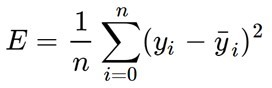 E = \frac{1}{n} \sum_{i=0}^{n} (y_i - \bar{y}_i)^2